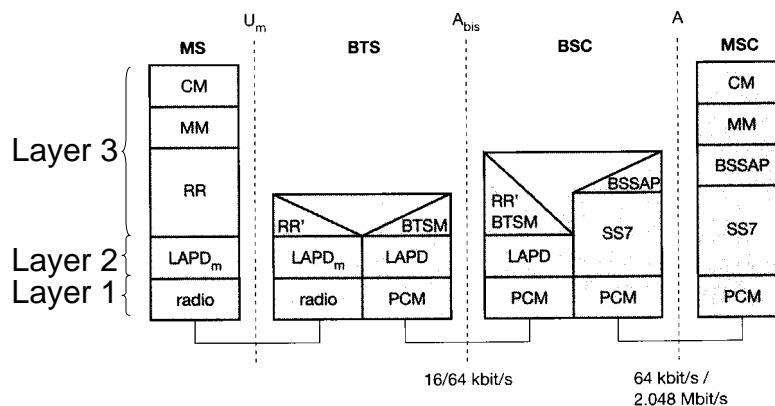 Um
Abis
A
MS
BTS
BSC
MSC
Layer 3
CM
MM
RR
Layer 2
LAPDm
Layer 1
radio
RR'
BTSM
LAPDm
LAPD
radio
PCM
RR'
BTSM
BSSAP
LAPD
SS7
PCM
PCM
CM
MM
BSSAP
SS7
PCM
16/64 kbit/s
64 kbit/s /
2.048 Mbit/s